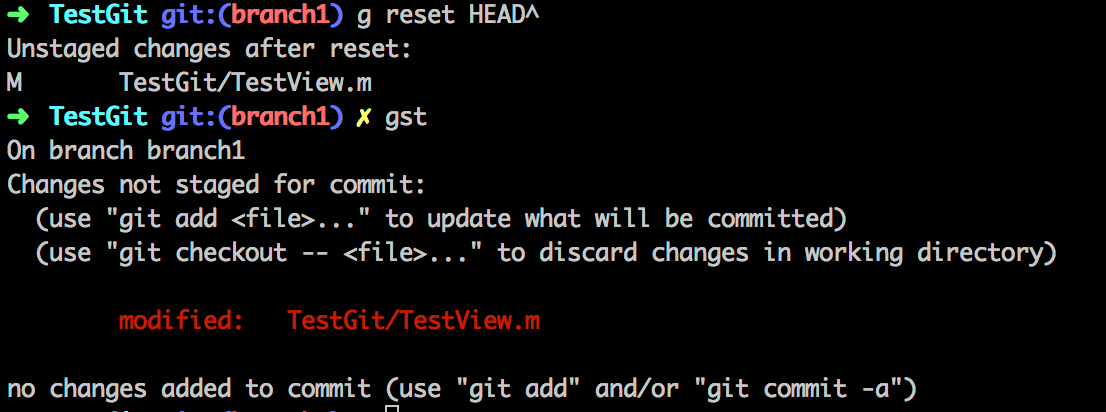 ➜ TestGit git:(branch1) g reset HEAD^
Unstaged changes after reset:
M TestGit/TestView.m
➜ TestGit git:(branch1) ✗ gst
On branch branch1
Changes not staged for commit:
(use "git add <file>..." to update what will be committed)
(use "git checkout -- <file>..." to discard changes in working directory)
modified: TestGit/TestView.m
no changes added to commit (use "git add" and/or "git commit -a")